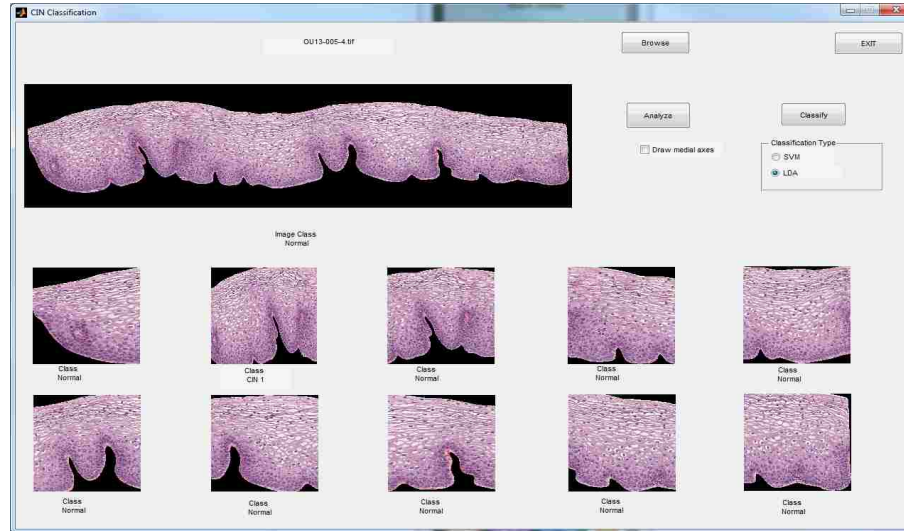 CIN Classification
OU13-005-4.tif
Browse
EXIT
Analyze
Classify
Draw medial axes
Classification Type
SVM
LDA
Image Class
Normal
Class
Normal
Class
CIN 1
Class
Normal
Class
Normal
Class
Normal
Class
Normal
Class
Normal
Class
Normal
Class
Normal
Class
Normal